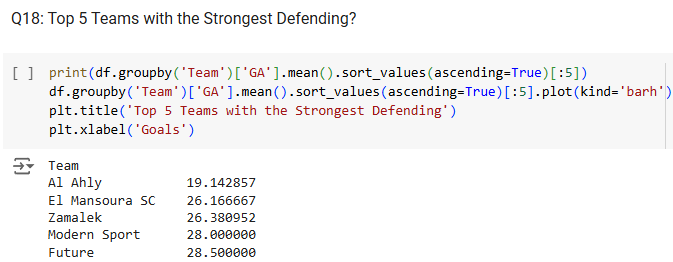 Q18: Top 5 Teams with the Strongest Defending?
[ ] print(df.groupby('Team')['GA'].mean().sort_values(ascending=True)[:5])
df.groupby('Team')['GA'].mean().sort_values(ascending=True)[:5].plot(kind='barh')
plt.title('Top 5 Teams with the Strongest Defending')
plt.xlabel('Goals')
Team
Al Ahly 19.142857
El Mansoura SC 26.166667
Zamalek 26.380952
Modern Sport 28.000000
Future 28.500000